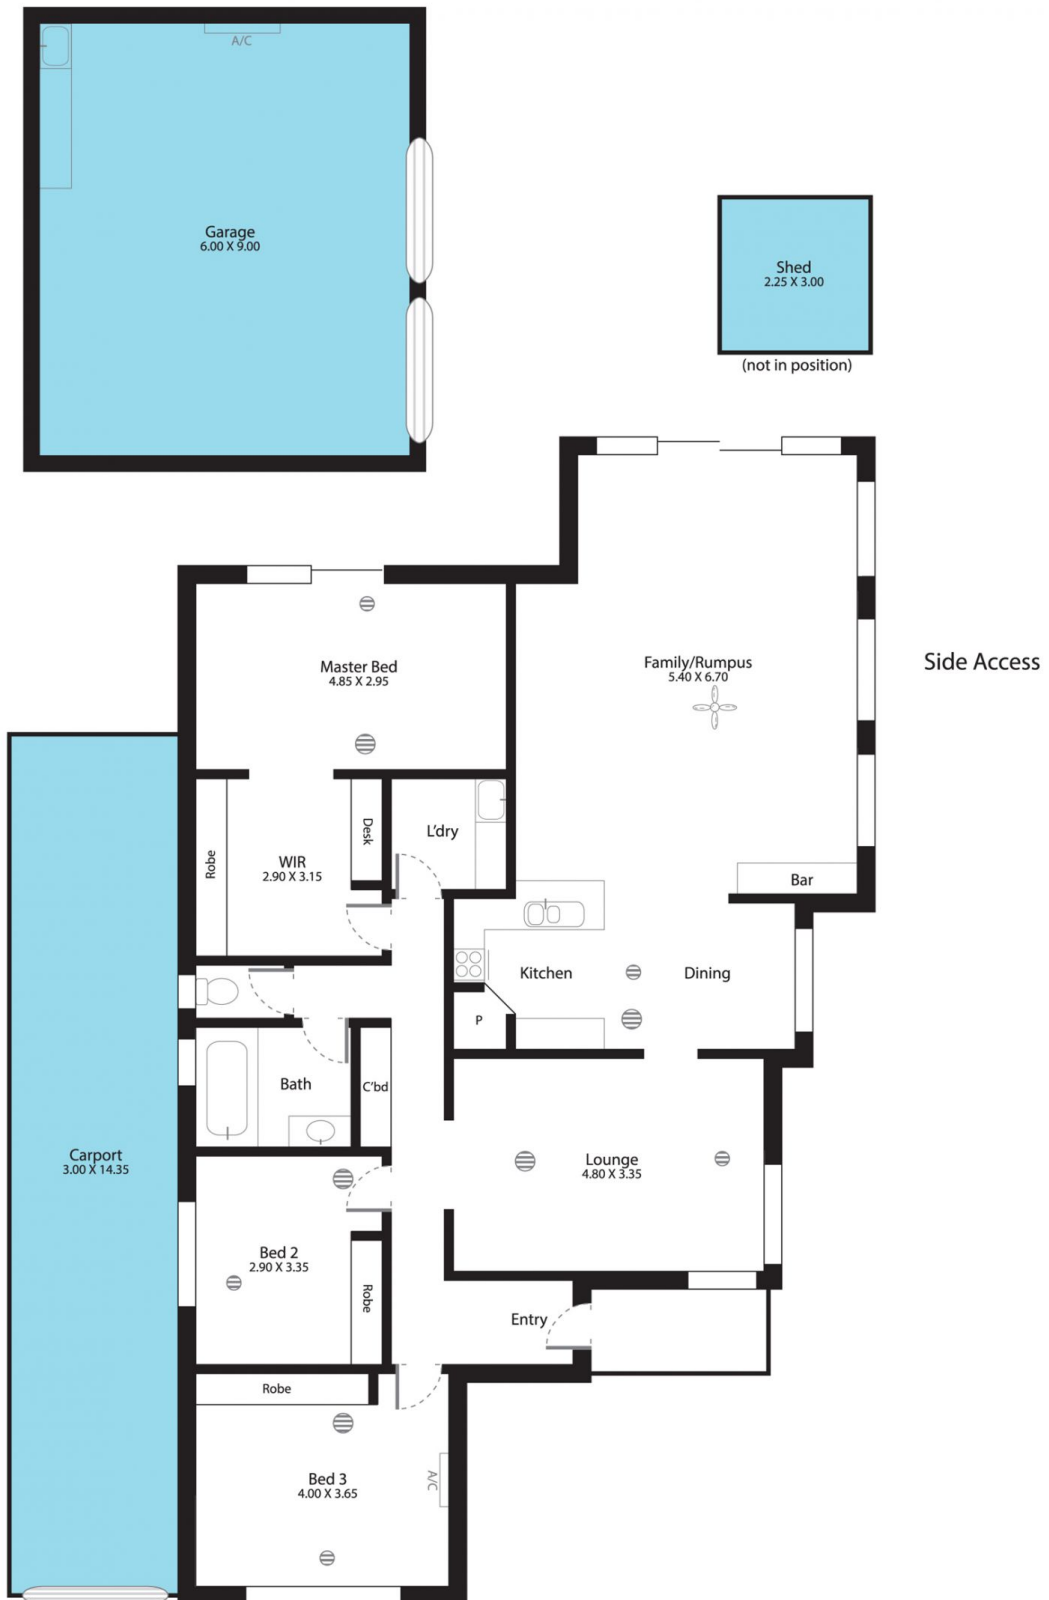 A/C
Garage
6.00 X 9.00
Shed
2.25 X 3.00
(not in position)
Side Access
Family/Rumpus
5.40 X 6.70
Master Bed
4.85 X 2.95
Robe
WIR
2.90 X 3.15
Desk
L'dry
Bar
Kitchen
Dining
P
Bath
C'bd
Carport
3.00 X 14.35
Lounge
4.80 X 3.35
Bed 2
2.90 X 3.35
Robe
Entry
Robe
Bed 3
4.00 X 3.65
A/C